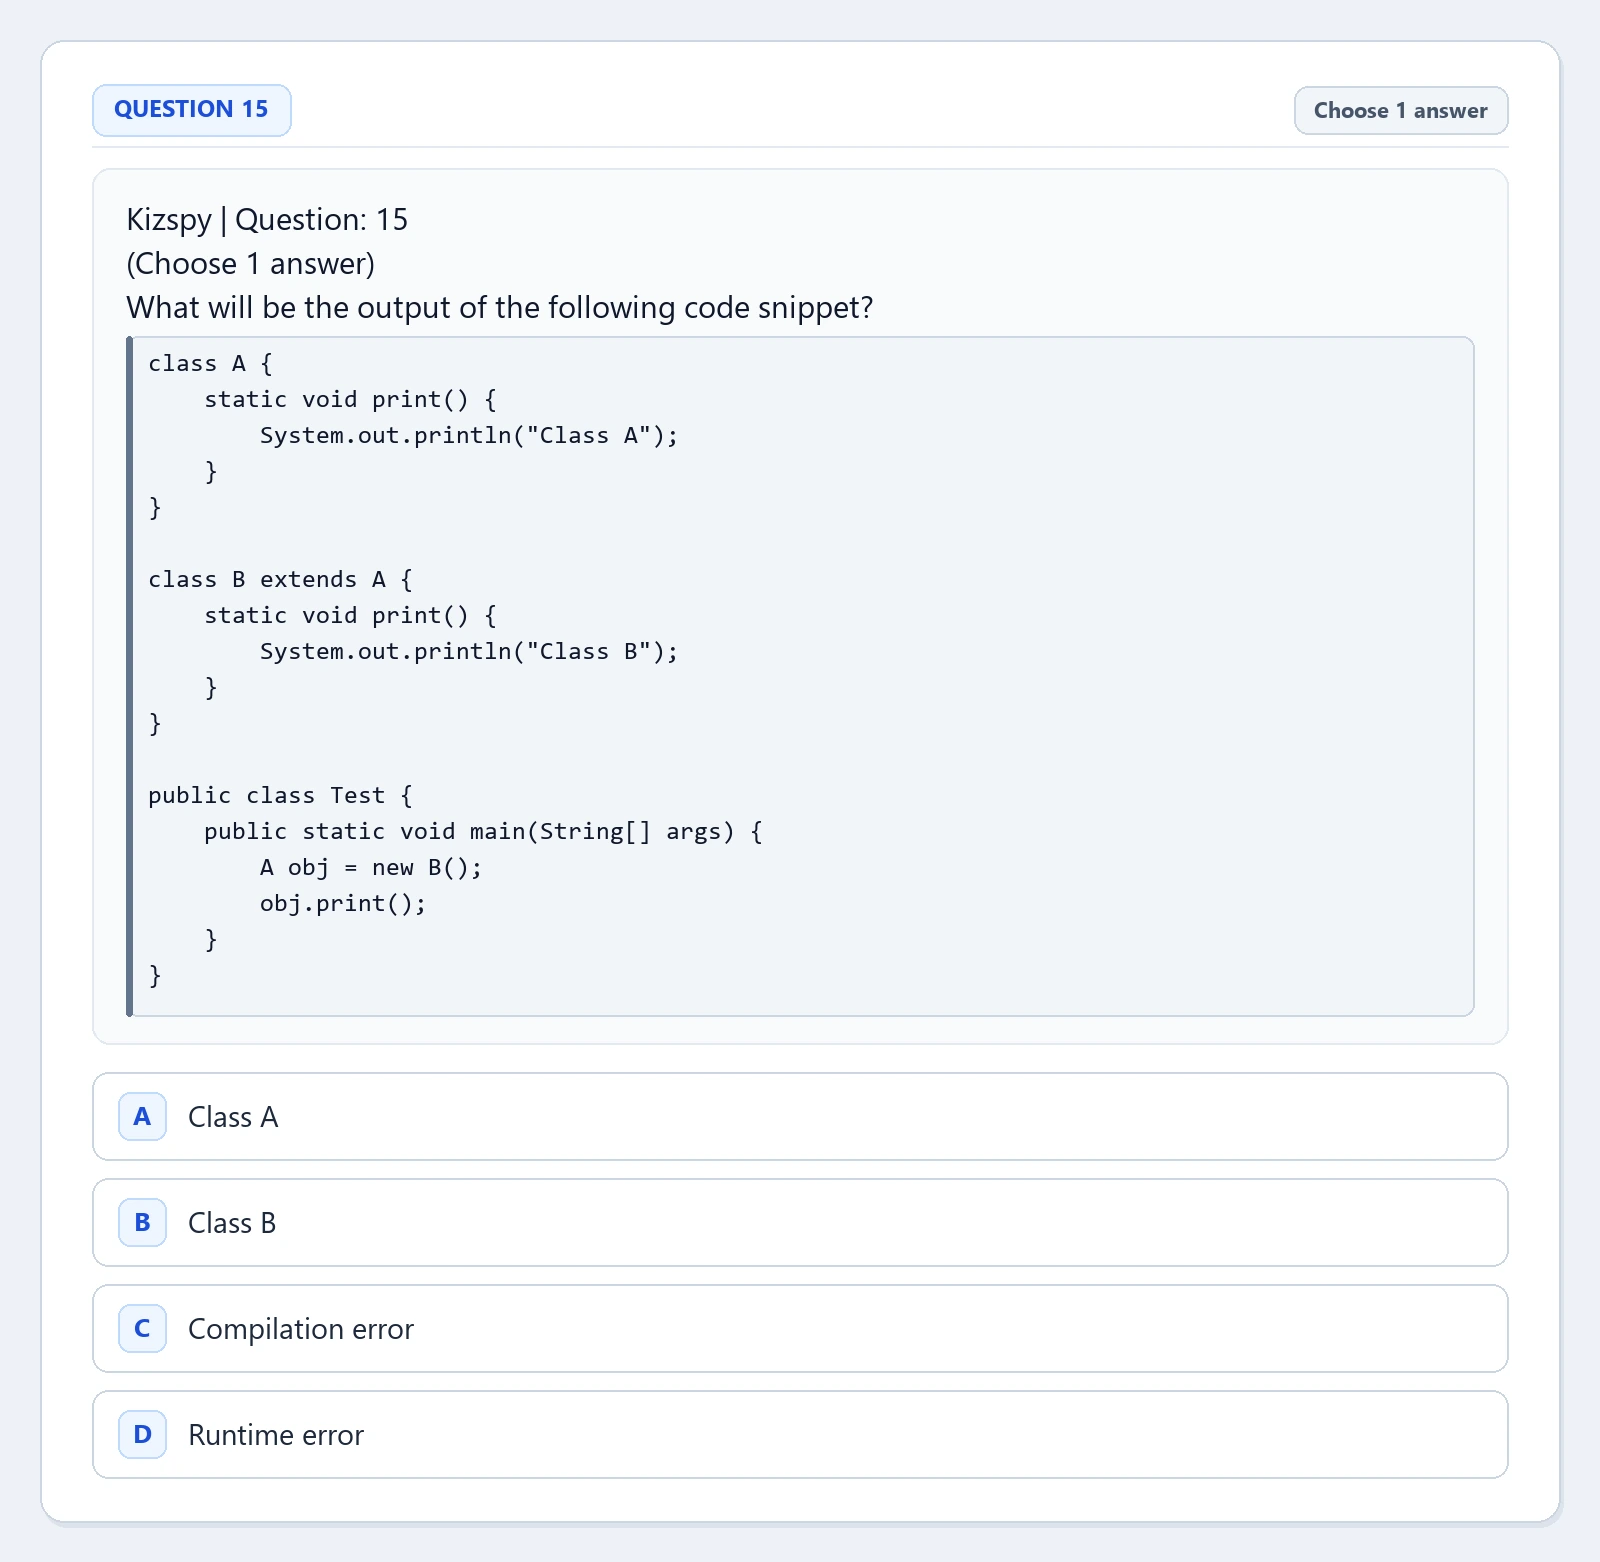 QUESTION 15
Choose 1 answer
Kizspy | Question: 15
(Choose 1 answer)
What will be the output of the following code snippet?
class A {
    static void print() {
        System.out.println("Class A");
    }
}

class B extends A {
    static void print() {
        System.out.println("Class B");
    }
}

public class Test {
    public static void main(String[] args) {
        A obj = new B();
        obj.print();
    }
}
A Class A
B Class B
C Compilation error
D Runtime error